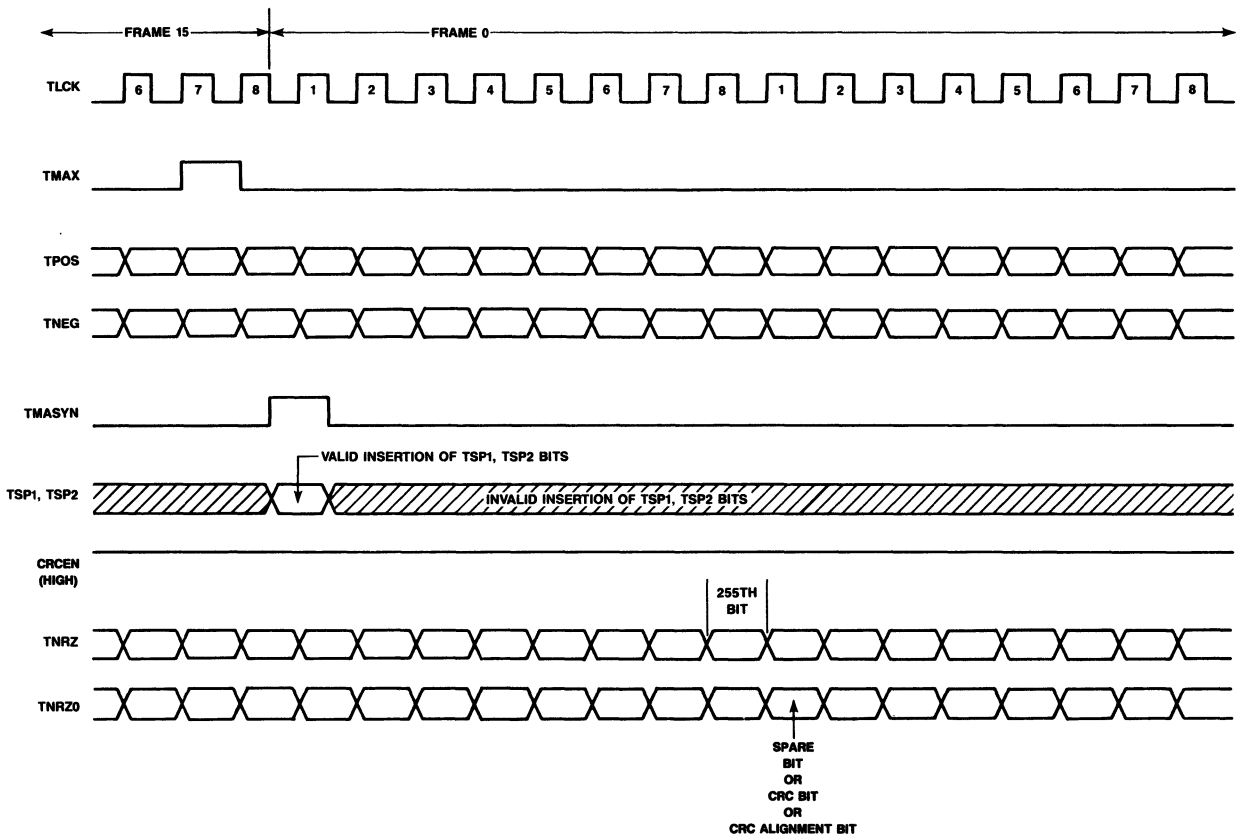 FRAME 15
FRAME 0
TLCK
6 7 8 1 2 3 4 5 6 7 8 1 2 3 4 5 6 7 8
TMAX
TPOS
TNEG
TMASYN
VALID INSERTION OF TSP1, TSP2 BITS
TSP1, TSP2
INVALID INSERTION OF TSP1, TSP2 BITS
CRCEN
(HIGH)
255TH
BIT
TNRZ
TNRZ0
SPARE
BIT
OR
CRC BIT
OR
CRC ALIGNMENT BIT